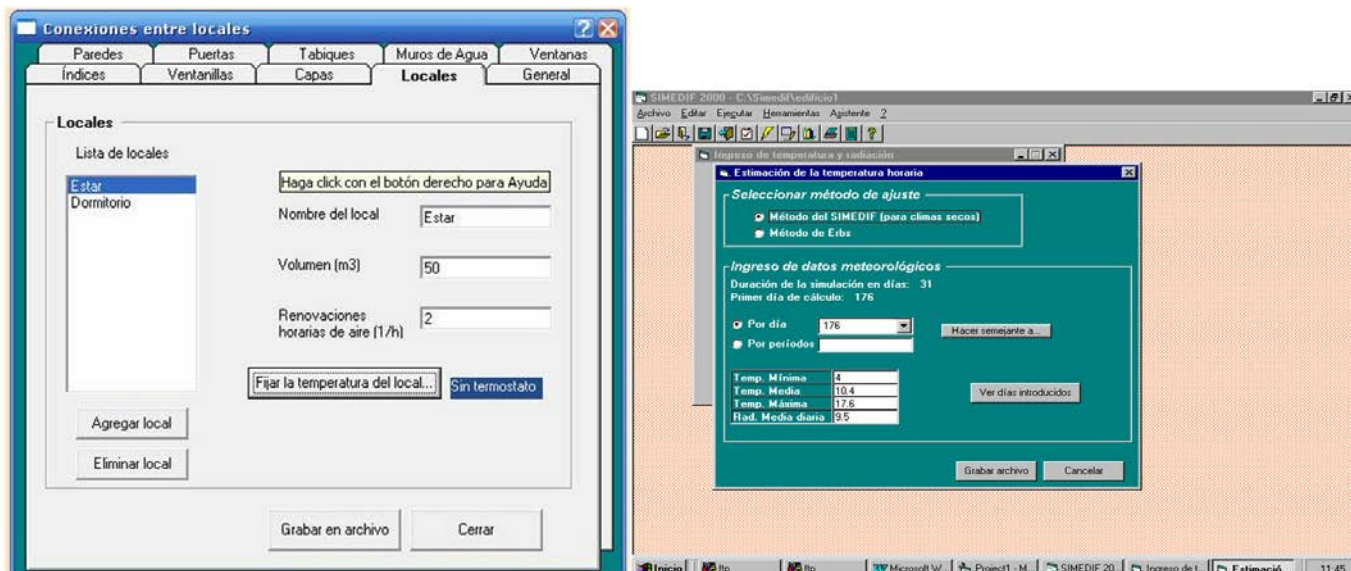 Conexiones entre locales
Paredes Puertas Tabiques Muros de Agua Ventanas
Índices Ventanillas Capas Locales General
Locales
Lista de locales
Estar
Dormitorio
Haga click con el botón derecho para Ayuda
Nombre del local Estar
Volumen (m3) 50
Renovaciones
horarias de aire (1/h) 2
Fijar la temperatura del local... Sin termostato
Agregar local
Eliminar local
Grabar en archivo Cerrar
SIMEDIF 2000 - C:\Simedif\edificio1
Archivo Editar Ejecutar Herramientas Asistente ?
Ingreso de temperatura y radiación
Estimación de la temperatura horaria
Seleccionar método de ajuste
Método del SIMEDIF (para climas secos)
Método de Erbs
Ingreso de datos meteorológicos
Duración de la simulación en días: 31
Primer día de cálculo: 176
Por día 176 Hacer semejante a...
Por períodos
Temp. Mínima 4
Temp. Media 10.4
Temp. Máxima 17.6
Rad. Media diaria 9.5
Ver días introducidos
Grabar archivo Cancelar
Inicio ftp ftp Microsoft W... Project1 - M... SIMEDIF 20... Ingreso de t... Estimació... 11:45